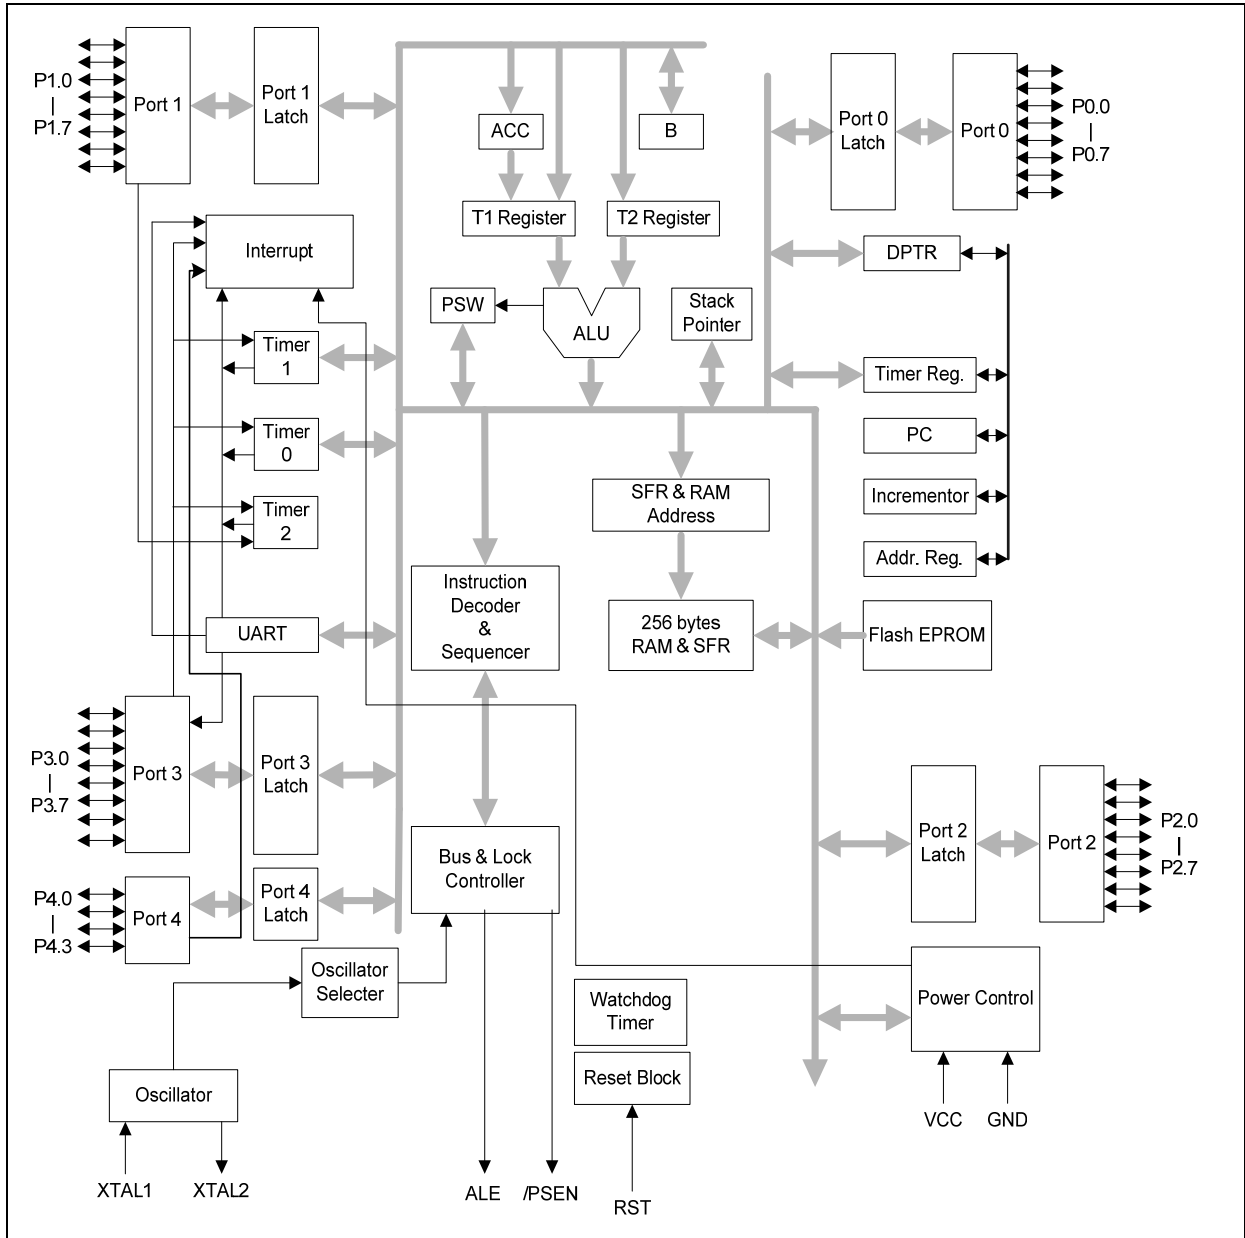 P1.0
|
P1.7
Port 1
Port 1
Latch
ACC
B
Port 0
Latch
Port 0
P0.0
|
P0.7
T1 Register
T2 Register
Interrupt
DPTR
PSW
ALU
Stack
Pointer
Timer
1
Timer Reg.
Timer
0
PC
Timer
2
SFR & RAM
Address
Incrementor
Addr. Reg.
Instruction
Decoder
&
Sequencer
UART
256 bytes
RAM & SFR
Flash EPROM
P3.0
|
P3.7
Port 3
Port 3
Latch
Bus & Lock
Controller
Port 2
Latch
Port 2
P2.0
|
P2.7
P4.0
|
P4.3
Port 4
Port 4
Latch
Oscillator
Selecter
Watchdog
Timer
Power Control
Reset Block
Oscillator
VCC
GND
XTAL1
XTAL2
ALE
/PSEN
RST